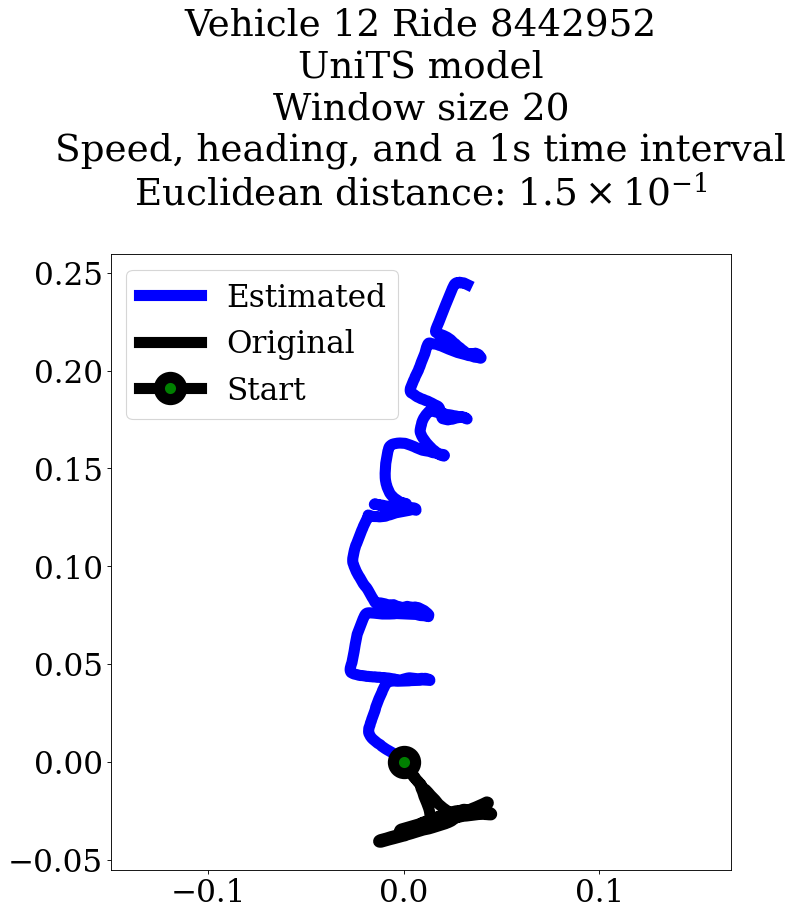 Vehicle 12 Ride 8442952
UniTS model
Window size 20
Speed, heading, and a 1s time interval
Euclidean distance: 1.5 × 10⁻¹
Estimated
Original
Start
0.25
0.20
0.15
0.10
0.05
0.00
−0.05
−0.1
0.0
0.1